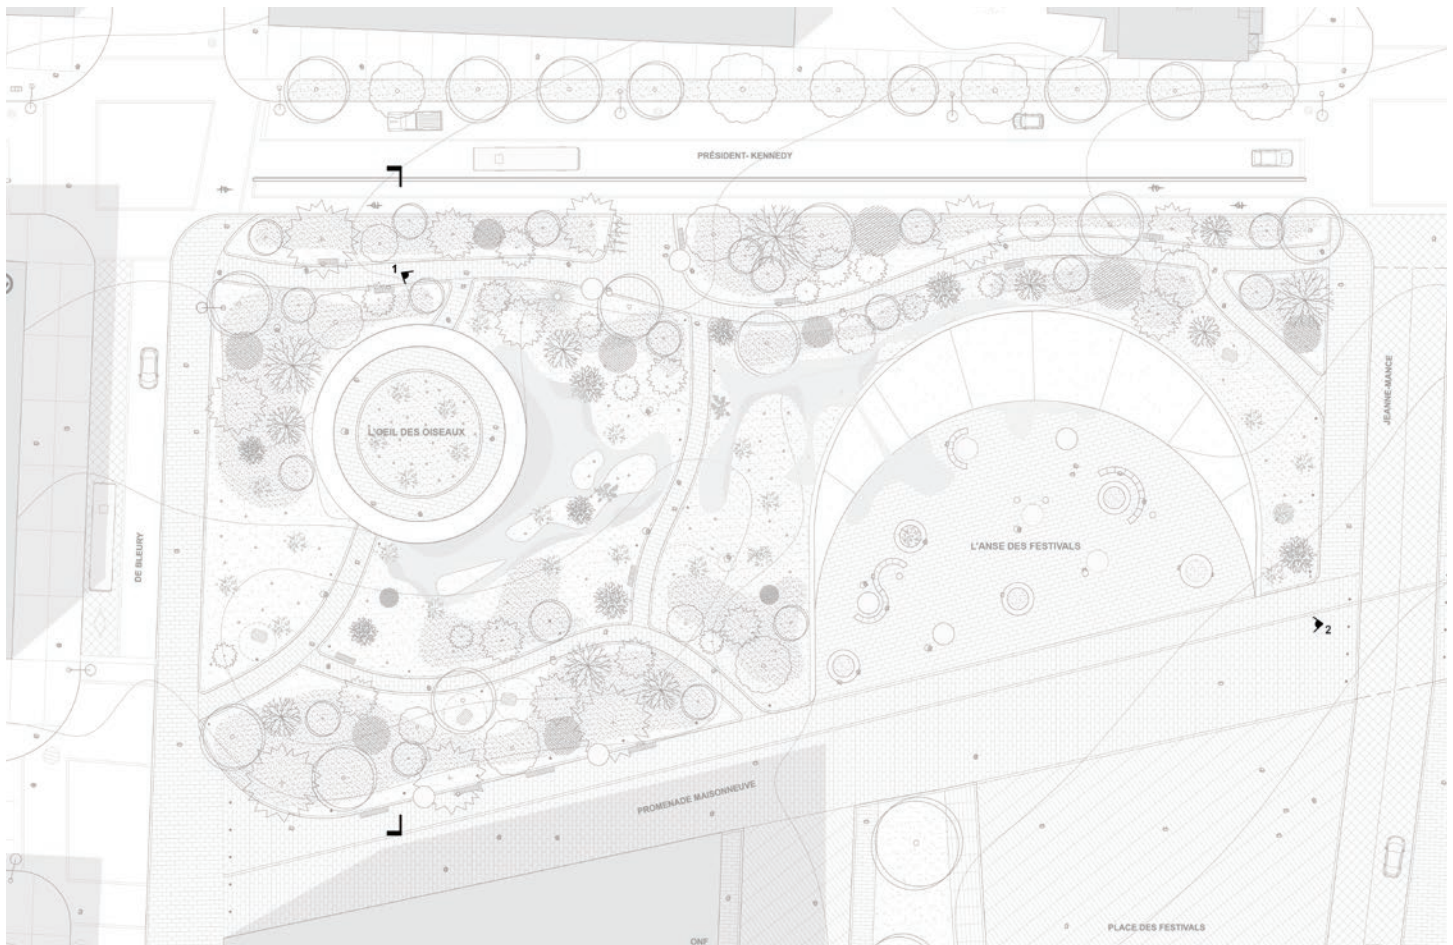 PRÉSIDENT- KENNEDY
1
L'OEIL DES OISEAUX
JEANNE-MANCE
DE BLEURY
L'ANSE DES FESTIVALS
2
PROMENADE MAISONNEUVE
PLACE DES FESTIVALS
ONF